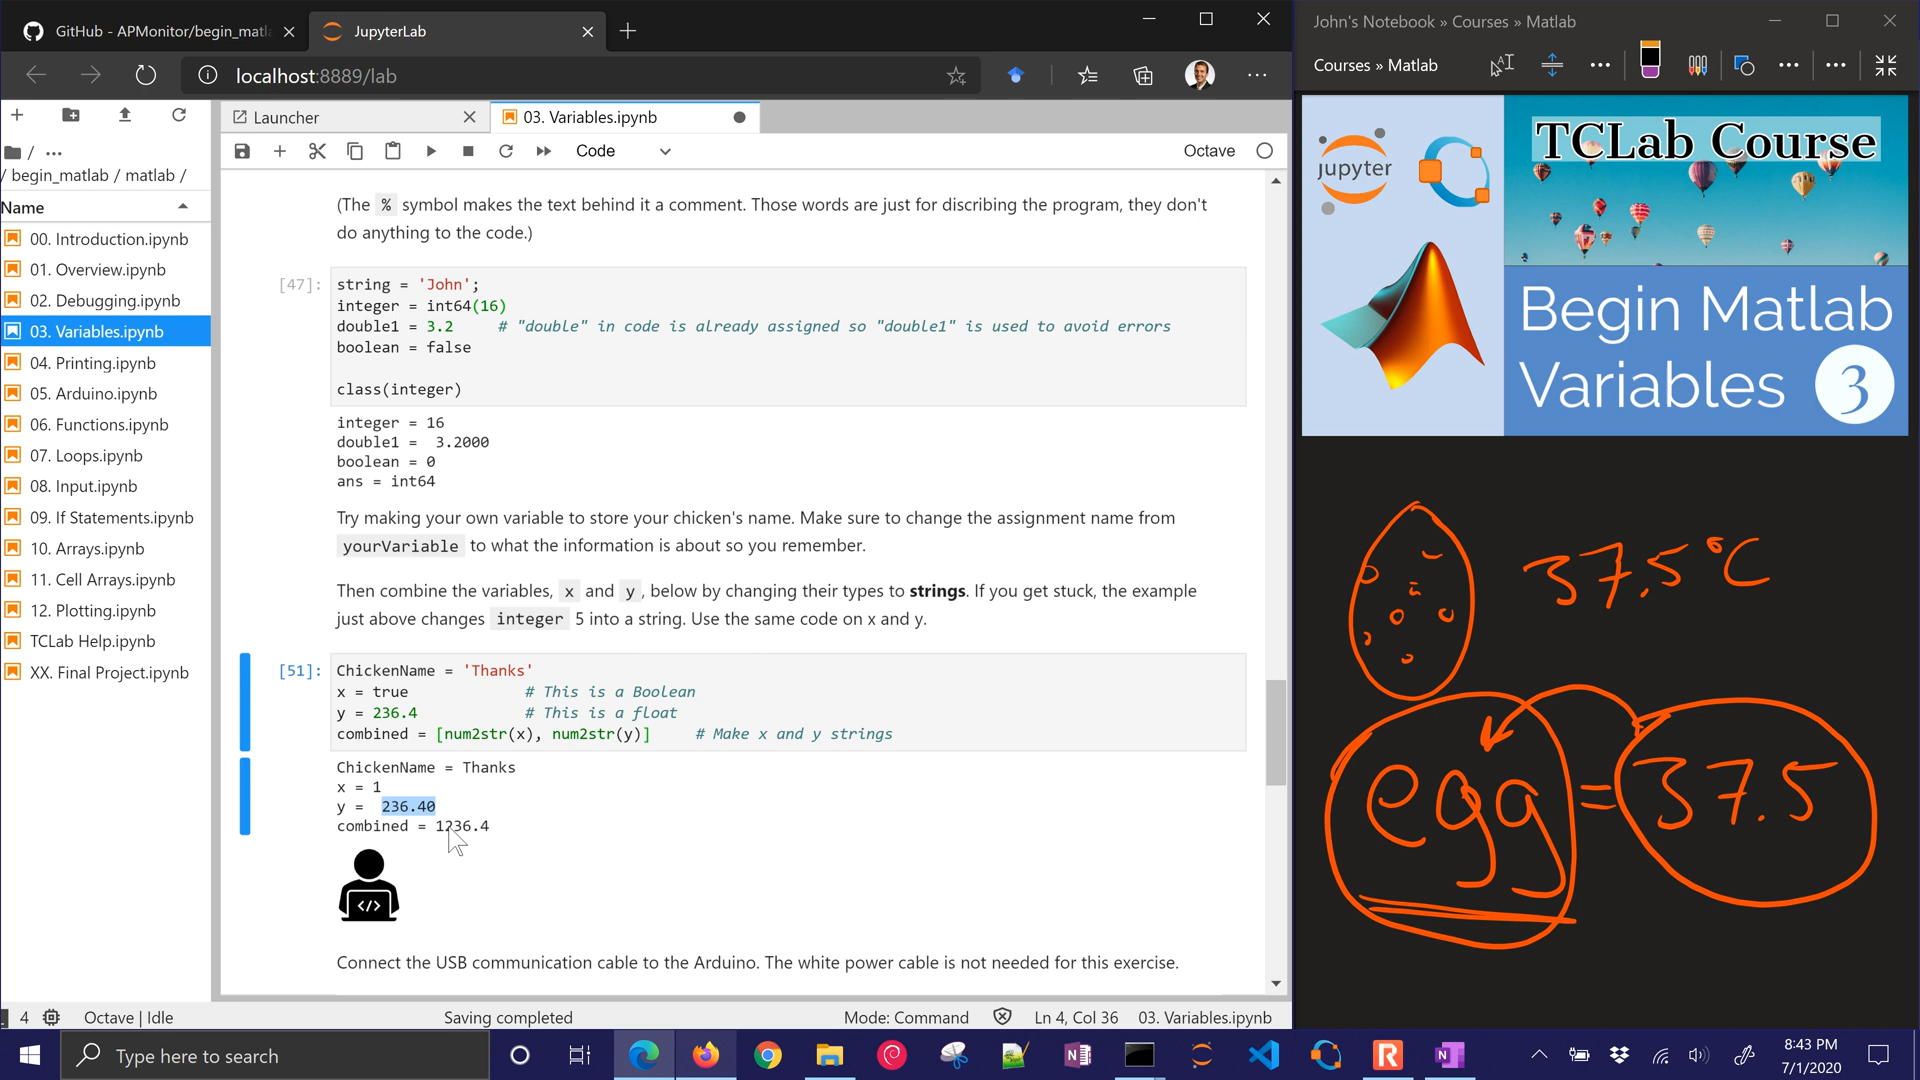 GitHub - APMonitor/begin_matl
JupyterLab
localhost:8889/lab
/ ...
/ begin_matlab / matlab /
Name
00. Introduction.ipynb
01. Overview.ipynb
02. Debugging.ipynb
03. Variables.ipynb
04. Printing.ipynb
05. Arduino.ipynb
06. Functions.ipynb
07. Loops.ipynb
08. Input.ipynb
09. If Statements.ipynb
10. Arrays.ipynb
11. Cell Arrays.ipynb
12. Plotting.ipynb
TCLab Help.ipynb
XX. Final Project.ipynb
Launcher
03. Variables.ipynb
Code
Octave
(The % symbol makes the text behind it a comment. Those words are just for discribing the program, they don't
do anything to the code.)
[47]:
string = 'John';
integer = int64(16)
double1 = 3.2 # "double" in code is already assigned so "double1" is used to avoid errors
boolean = false
class(integer)
integer = 16
double1 = 3.2000
boolean = 0
ans = int64
Try making your own variable to store your chicken's name. Make sure to change the assignment name from
yourVariable to what the information is about so you remember.
Then combine the variables, x and y , below by changing their types to strings. If you get stuck, the example
just above changes integer 5 into a string. Use the same code on x and y.
[51]:
ChickenName = 'Thanks'
x = true # This is a Boolean
y = 236.4 # This is a float
combined = [num2str(x), num2str(y)] # Make x and y strings
ChickenName = Thanks
x = 1
y = 236.40
combined = 1236.4
</>
Connect the USB communication cable to the Arduino. The white power cable is not needed for this exercise.
4
Octave | Idle
Saving completed
Mode: Command
Ln 4, Col 36
03. Variables.ipynb
John's Notebook » Courses » Matlab
Courses » Matlab
jupyter
TCLab Course
Begin Matlab
Variables 3
37.5°C
egg = 37.5
Type here to search
8:43 PM
7/1/2020